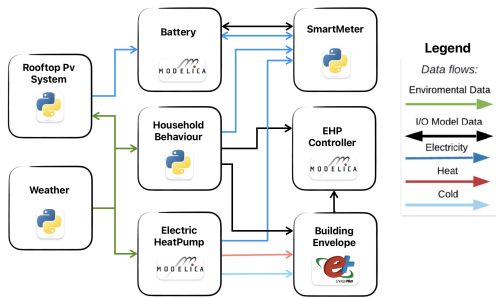 Battery
MODELICA
SmartMeter
Rooftop Pv
System
Household
Behaviour
EHP
Controller
MODELICA
Weather
Electric
HeatPump
MODELICA
Building
Envelope
et
EnergyPlus
Legend
Data flows:
Enviromental Data
I/O Model Data
Electricity
Heat
Cold